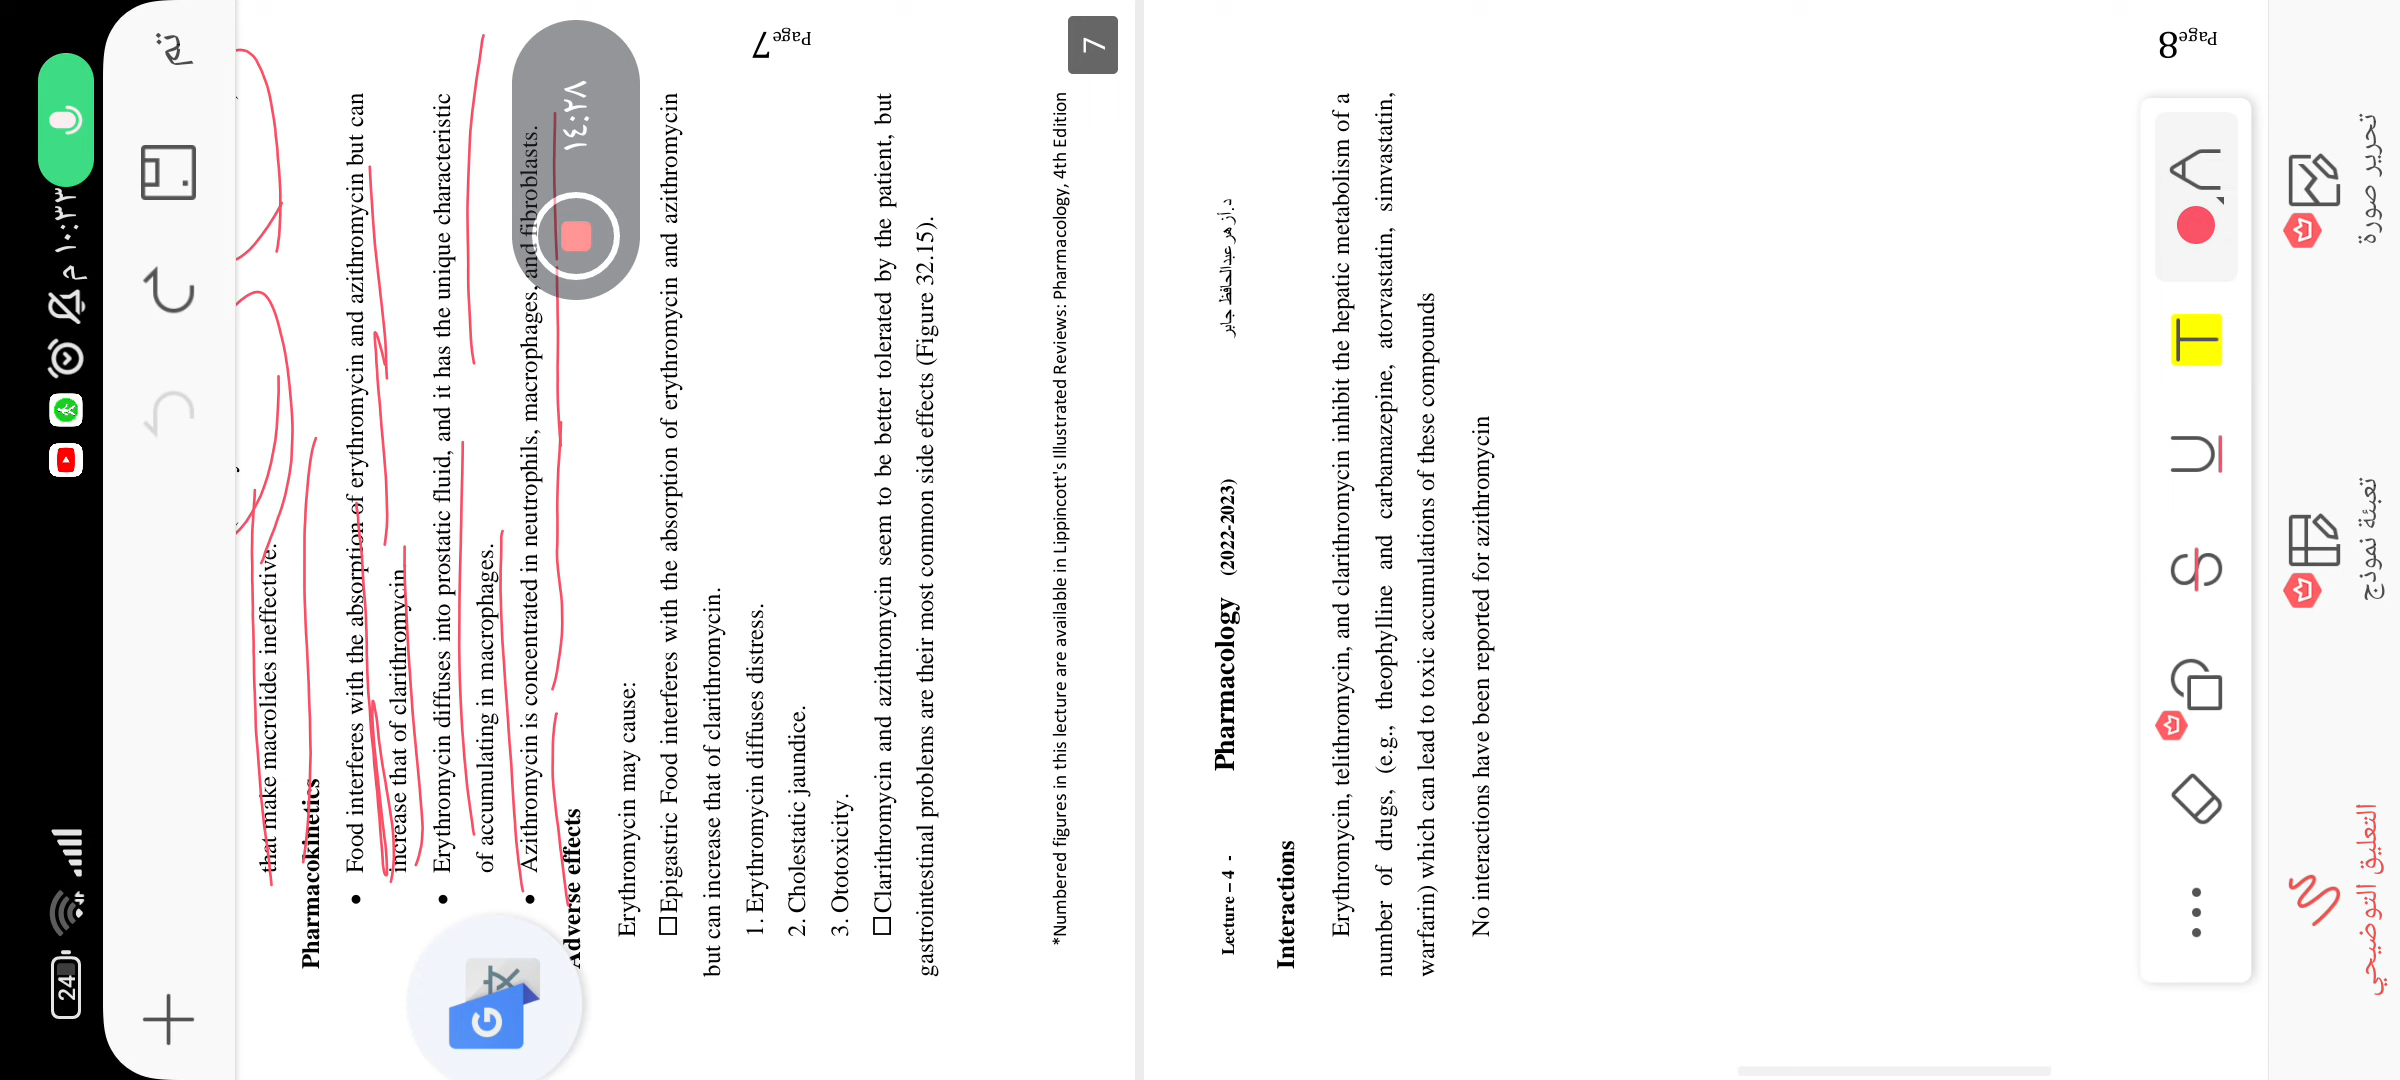 ١٠:٣٣ م
24
تم
١٤:٢٨
that make macrolides ineffective.
Pharmacokinetics
• Food interferes with the absorption of erythromycin and azithromycin but can
increase that of clarithromycin
• Erythromycin diffuses into prostatic fluid, and it has the unique characteristic
of accumulating in macrophages.
• Azithromycin is concentrated in neutrophils, macrophages, and fibroblasts.
Adverse effects
Erythromycin may cause:
□Epigastric Food interferes with the absorption of erythromycin and azithromycin
but can increase that of clarithromycin.
1. Erythromycin diffuses distress.
2. Cholestatic jaundice.
3. Ototoxicity.
□Clarithromycin and azithromycin seem to be better tolerated by the patient, but
gastrointestinal problems are their most common side effects (Figure 32.15).
*Numbered figures in this lecture are available in Lippincott's Illustrated Reviews: Pharmacology, 4th Edition
Page 7
7
Lecture – 4 - Pharmacology (2022-2023) د.أزهر عبدالحافظ جابر
Interactions
Erythromycin, telithromycin, and clarithromycin inhibit the hepatic metabolism of a
number of drugs, (e.g., theophylline and carbamazepine, atorvastatin, simvastatin,
warfarin) which can lead to toxic accumulations of these compounds
No interactions have been reported for azithromycin
Page 8
T
U
S
التعليق التوضيحي
تعبئة نموذج
تحرير صورة